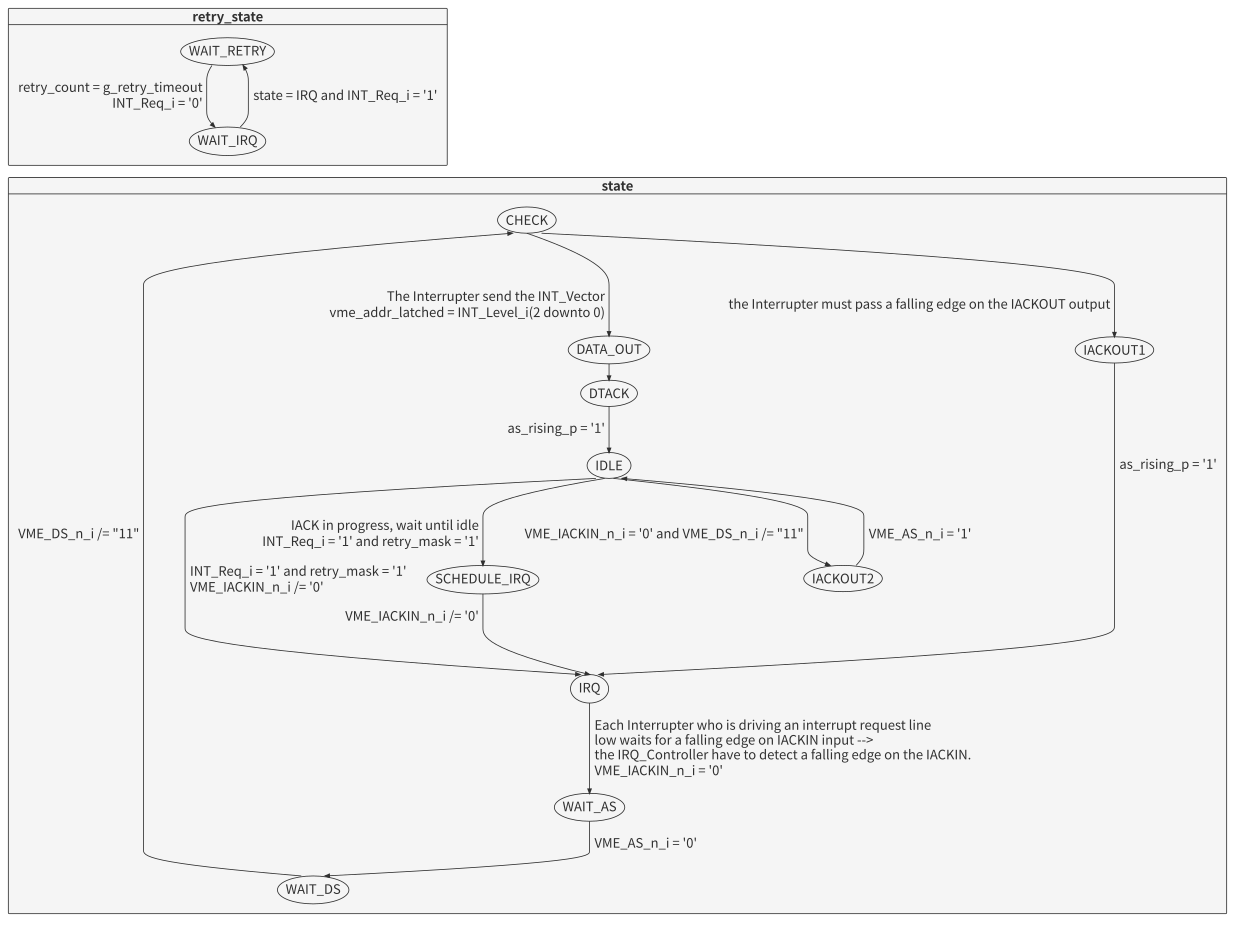 retry_state
WAIT_RETRY
retry_count = g_retry_timeout
INT_Req_i = '0'
state = IRQ and INT_Req_i = '1'
WAIT_IRQ
state
CHECK
The Interrupter send the INT_Vector
vme_addr_latched = INT_Level_i(2 downto 0)
the Interrupter must pass a falling edge on the IACKOUT output
DATA_OUT
IACKOUT1
DTACK
as_rising_p = '1'
IDLE
as_rising_p = '1'
VME_DS_n_i /= "11"
IACK in progress, wait until idle
INT_Req_i = '1' and retry_mask = '1'
VME_IACKIN_n_i = '0' and VME_DS_n_i /= "11"
VME_AS_n_i = '1'
INT_Req_i = '1' and retry_mask = '1'
VME_IACKIN_n_i /= '0'
SCHEDULE_IRQ
IACKOUT2
VME_IACKIN_n_i /= '0'
IRQ
Each Interrupter who is driving an interrupt request line
low waits for a falling edge on IACKIN input -->
the IRQ_Controller have to detect a falling edge on the IACKIN.
VME_IACKIN_n_i = '0'
WAIT_AS
VME_AS_n_i = '0'
WAIT_DS